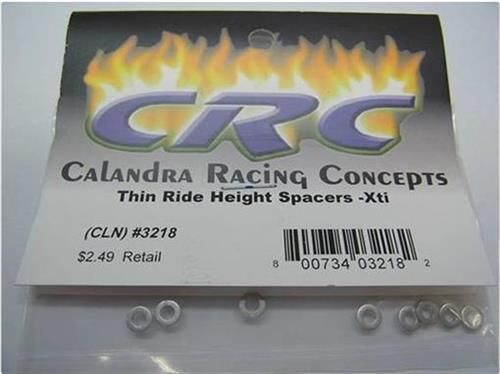 CRC
CALANDRA RACING CONCEPTS
Thin Ride Height Spacers -Xti
(CLN) #3218
$2.49 Retail
8 00734 03218 2